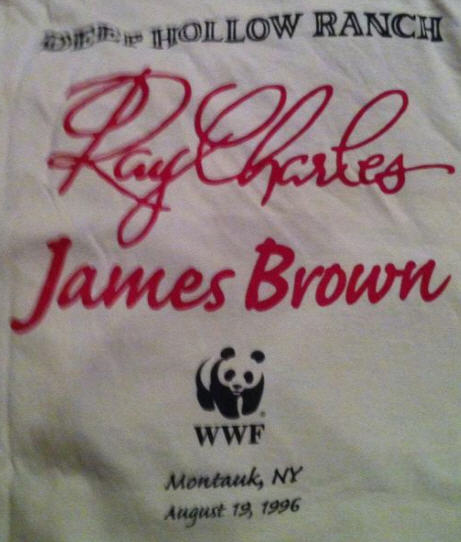 DEEP HOLLOW RANCH
Ray Charles
James Brown
WWF
Montauk, NY
August 19, 1996